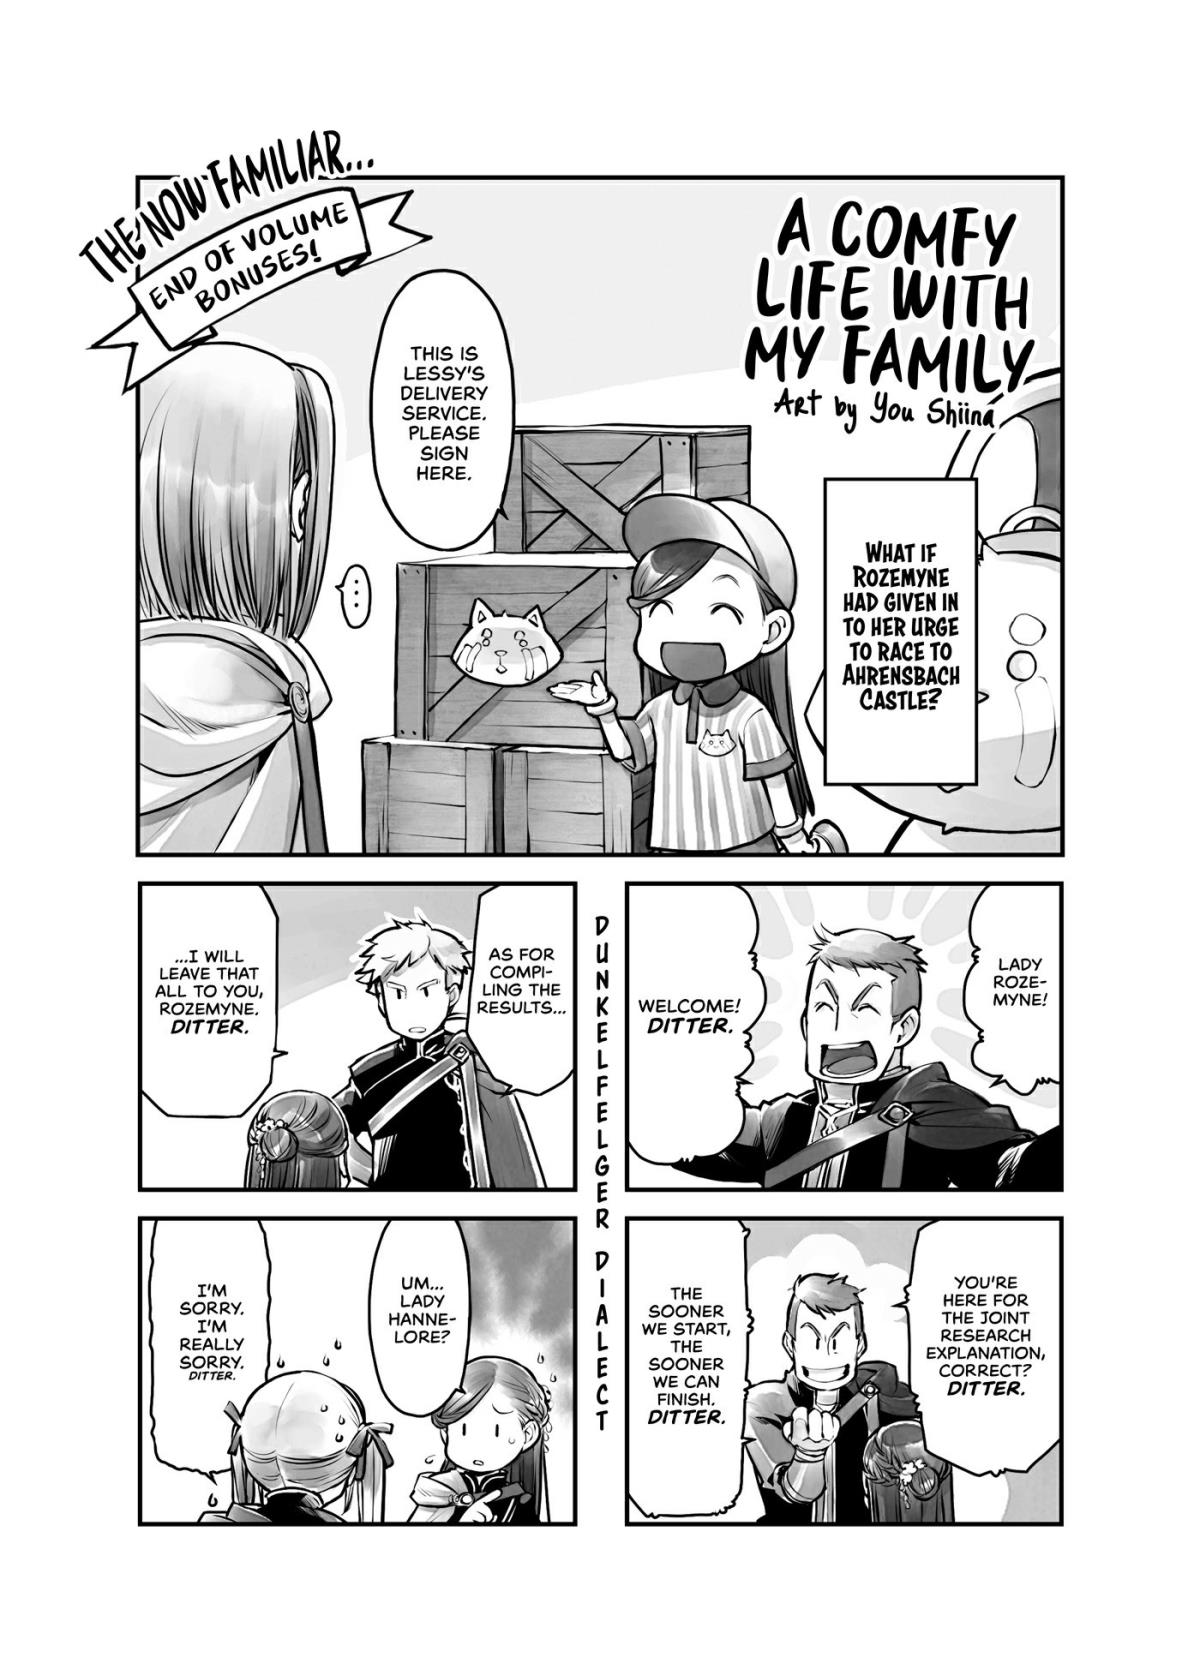 THE NOW FAMILIAR...
END OF VOLUME
BONUSES!
A COMFY
LIFE WITH
MY FAMILY
Art by You Shiina
WHAT IF
ROZEMYNE
HAD GIVEN IN
TO HER URGE
TO RACE TO
AHRENSBACH
CASTLE?
THIS IS
LESSY'S
DELIVERY
SERVICE.
PLEASE
SIGN
HERE.
...
DUNKELFELGER DIALECT
LADY
ROZE-
MYNE!
WELCOME!
DITTER.
YOU'RE
HERE FOR
THE JOINT
RESEARCH
EXPLANATION,
CORRECT?
DITTER.
THE
SOONER
WE START,
THE
SOONER
WE CAN
FINISH.
DITTER.
AS FOR
COMPI-
LING THE
RESULTS...
...I WILL
LEAVE THAT
ALL TO YOU,
ROZEMYNE.
DITTER.
UM...
LADY
HANNE-
LORE?
I'M
SORRY.
I'M
REALLY
SORRY.
DITTER.